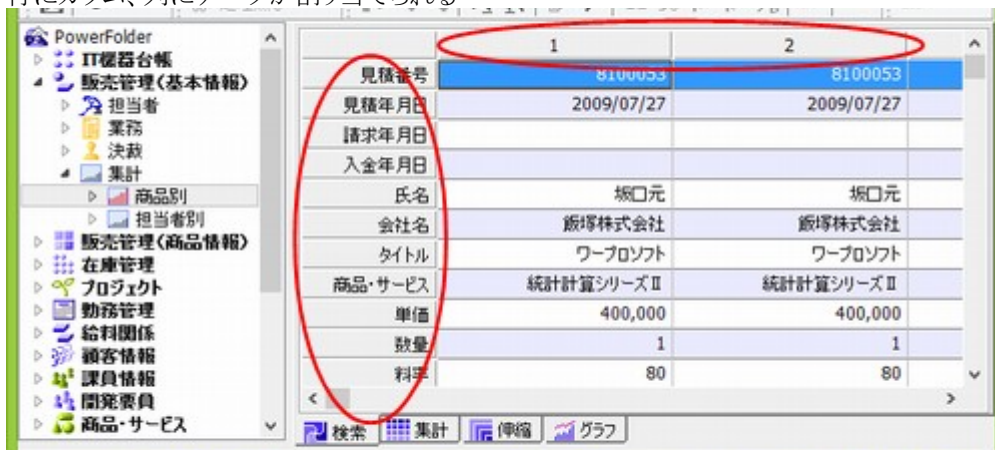 PowerFolder
IT機器台帳
販売管理(基本情報)
担当者
業務
決裁
集計
商品別
担当者別
販売管理(商品情報)
在庫管理
プロジェクト
勤務管理
給料関係
顧客情報
課員情報
開発要員
商品・サービス
1 2
見積番号 8100053 8100053
見積年月日 2009/07/27 2009/07/27
請求年月日
入金年月日
氏名 坂口元 坂口元
会社名 飯塚株式会社 飯塚株式会社
タイトル ワープロソフト ワープロソフト
商品・サービス 統計計算シリーズⅡ 統計計算シリーズⅡ
単価 400,000 400,000
数量 1 1
料率 80 80
検索 集計 伸縮 グラフ